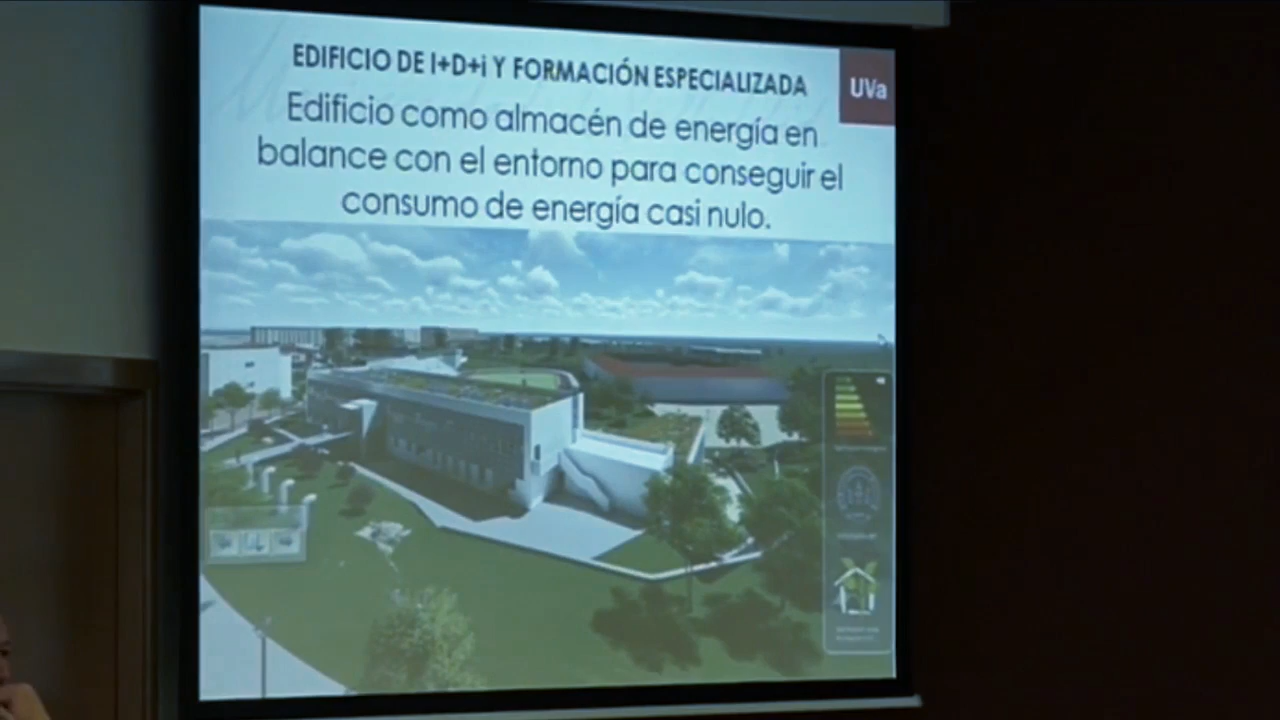 EDIFICIO DE I+D+i Y FORMACIÓN ESPECIALIZADA
UVa
Edificio como almacén de energía en
balance con el entorno para conseguir el
consumo de energía casi nulo.